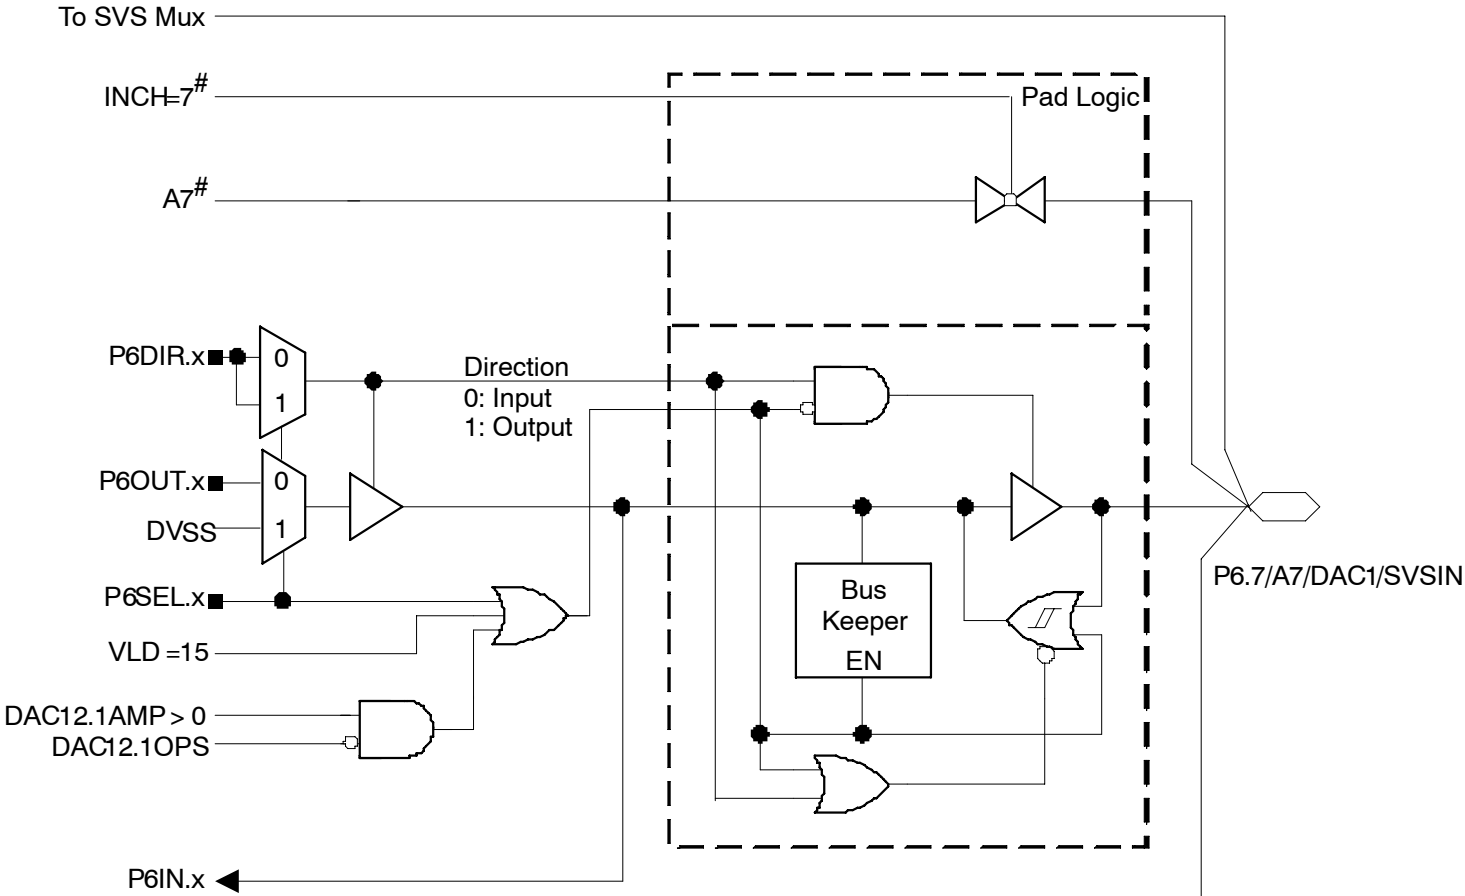 To SVS Mux
INCH=7#
Pad Logic
A7#
P6DIR.x
0
1
Direction
0: Input
1: Output
P6OUT.x
0
DVSS
1
P6SEL.x
Bus
Keeper
EN
P6.7/A7/DAC1/SVSIN
VLD =15
DAC12.1AMP > 0
DAC12.1OPS
P6IN.x